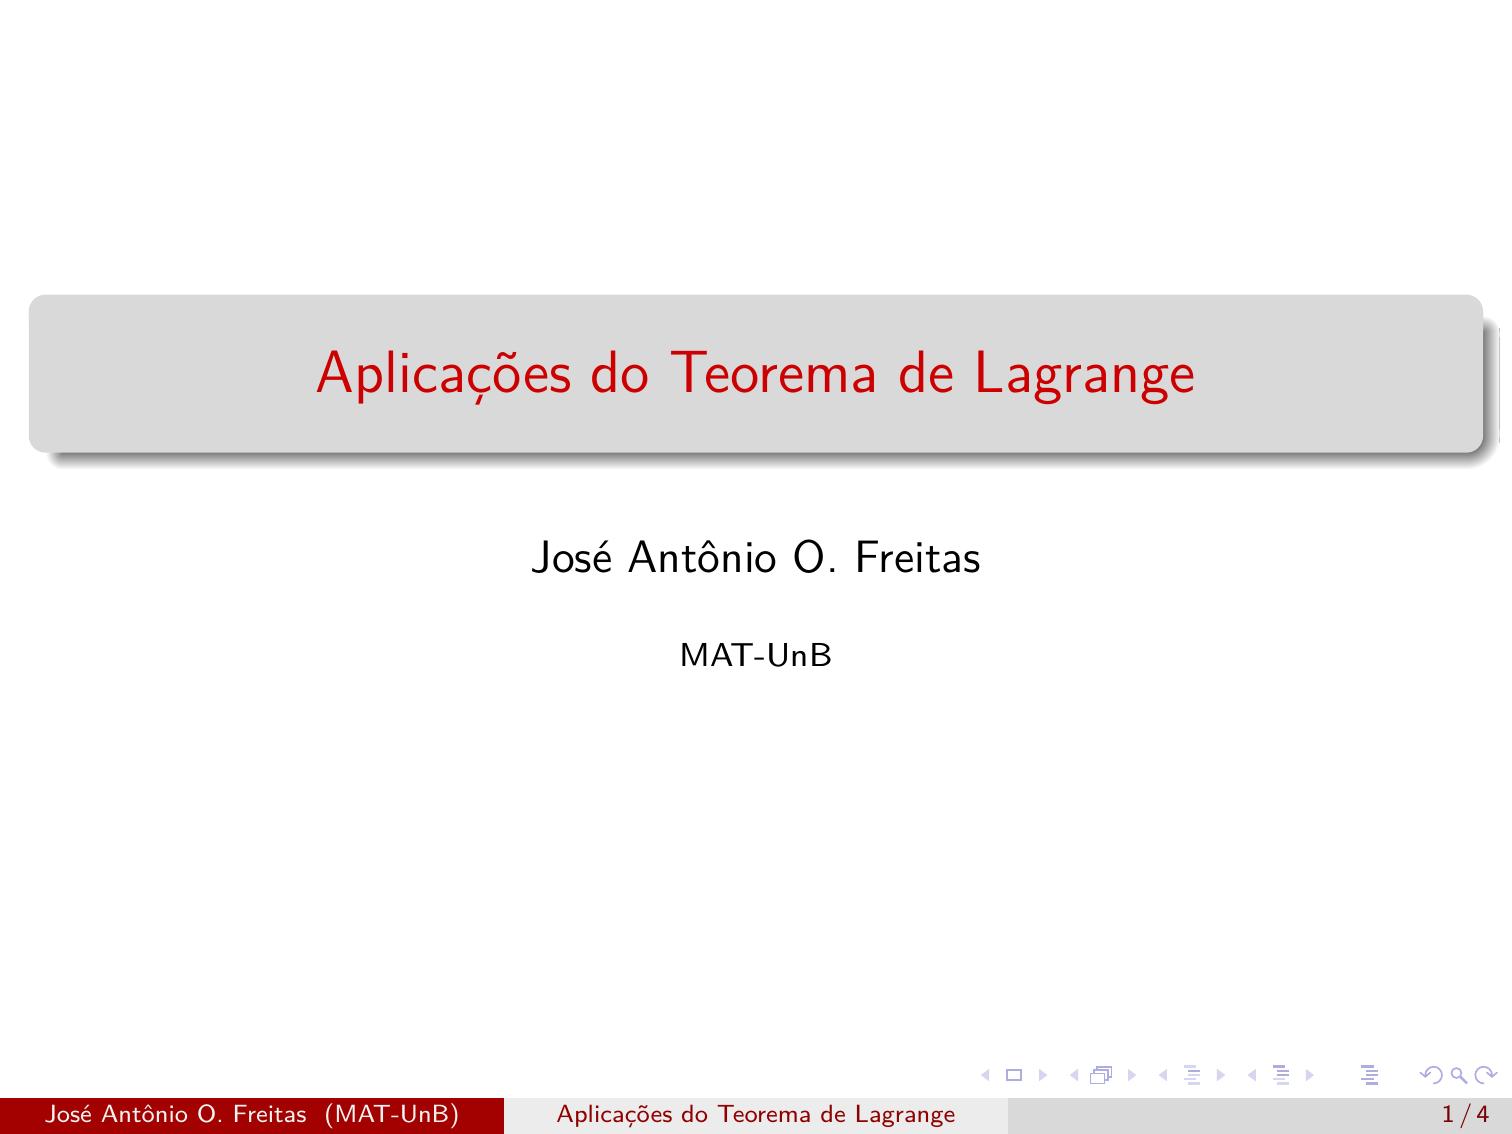 Aplicações do Teorema de Lagrange
José Antônio O. Freitas
MAT-UnB
José Antônio O. Freitas (MAT-UnB) Aplicações do Teorema de Lagrange 1 / 4